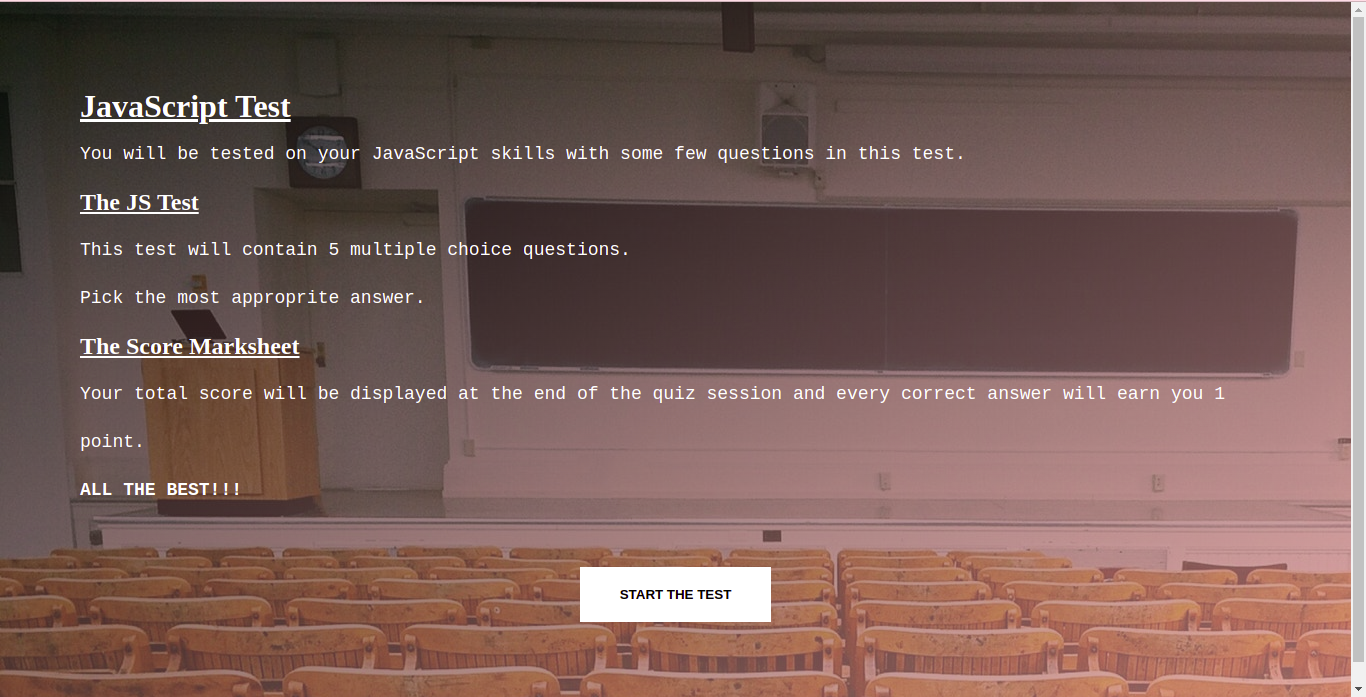 JavaScript Test
You will be tested on your JavaScript skills with some few questions in this test.
The JS Test
This test will contain 5 multiple choice questions.
Pick the most approprite answer.
The Score Marksheet
Your total score will be displayed at the end of the quiz session and every correct answer will earn you 1
point.
ALL THE BEST!!!
START THE TEST